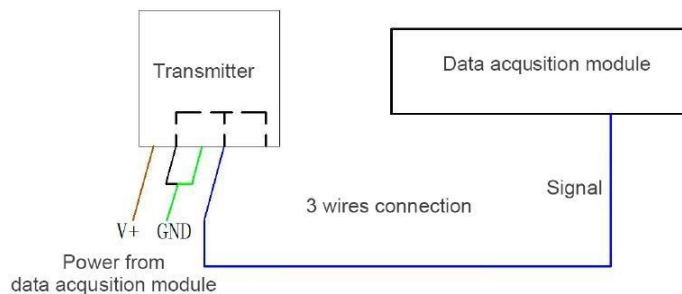 Transmitter
Data acqusition module
Signal
3 wires connection
V+ GND
Power from
data acqusition module